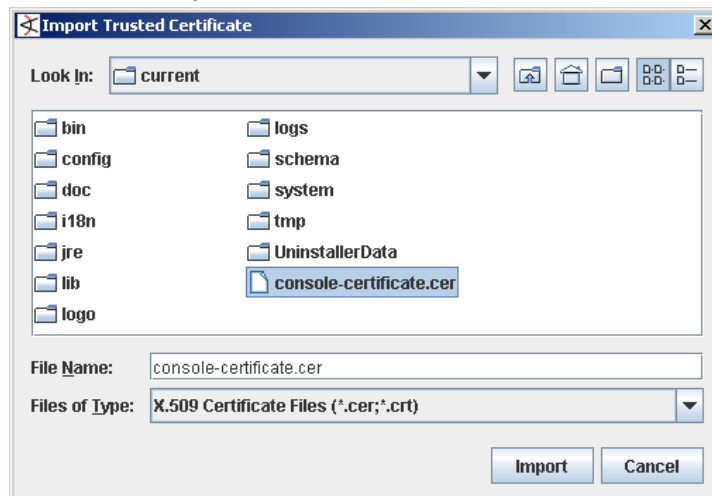 Import Trusted Certificate
Look In: current
bin
config
doc
i18n
jre
lib
logo
logs
schema
system
tmp
UninstallerData
console-certificate.cer
File Name: console-certificate.cer
Files of Type: X.509 Certificate Files (*.cer;*.crt)
Import Cancel